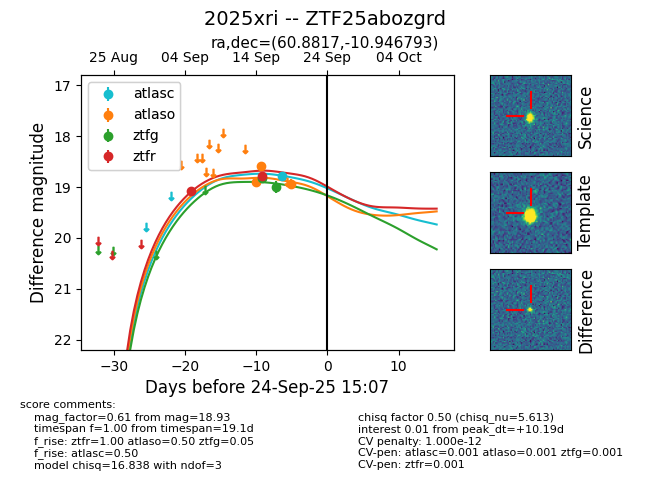 2025xri -- ZTF25abozgrd
ra,dec=(60.8817,-10.946793)
25 Aug 04 Sep 14 Sep 24 Sep 04 Oct
atlasc
atlaso
ztfg
ztfr
17
18
19
20
21
22
Difference magnitude
−30 −20 −10 0 10
Days before 24-Sep-25 15:07
Science
Template
Difference
score comments:
mag_factor=0.61 from mag=18.93
timespan f=1.00 from timespan=19.1d
f_rise: ztfr=1.00 atlaso=0.50 ztfg=0.05
f_rise: atlasc=0.50
model chisq=16.838 with ndof=3
chisq factor 0.50 (chisq_nu=5.613)
interest 0.01 from peak_dt=+10.19d
CV penalty: 1.000e-12
CV-pen: atlasc=0.001 atlaso=0.001 ztfg=0.001
CV-pen: ztfr=0.001